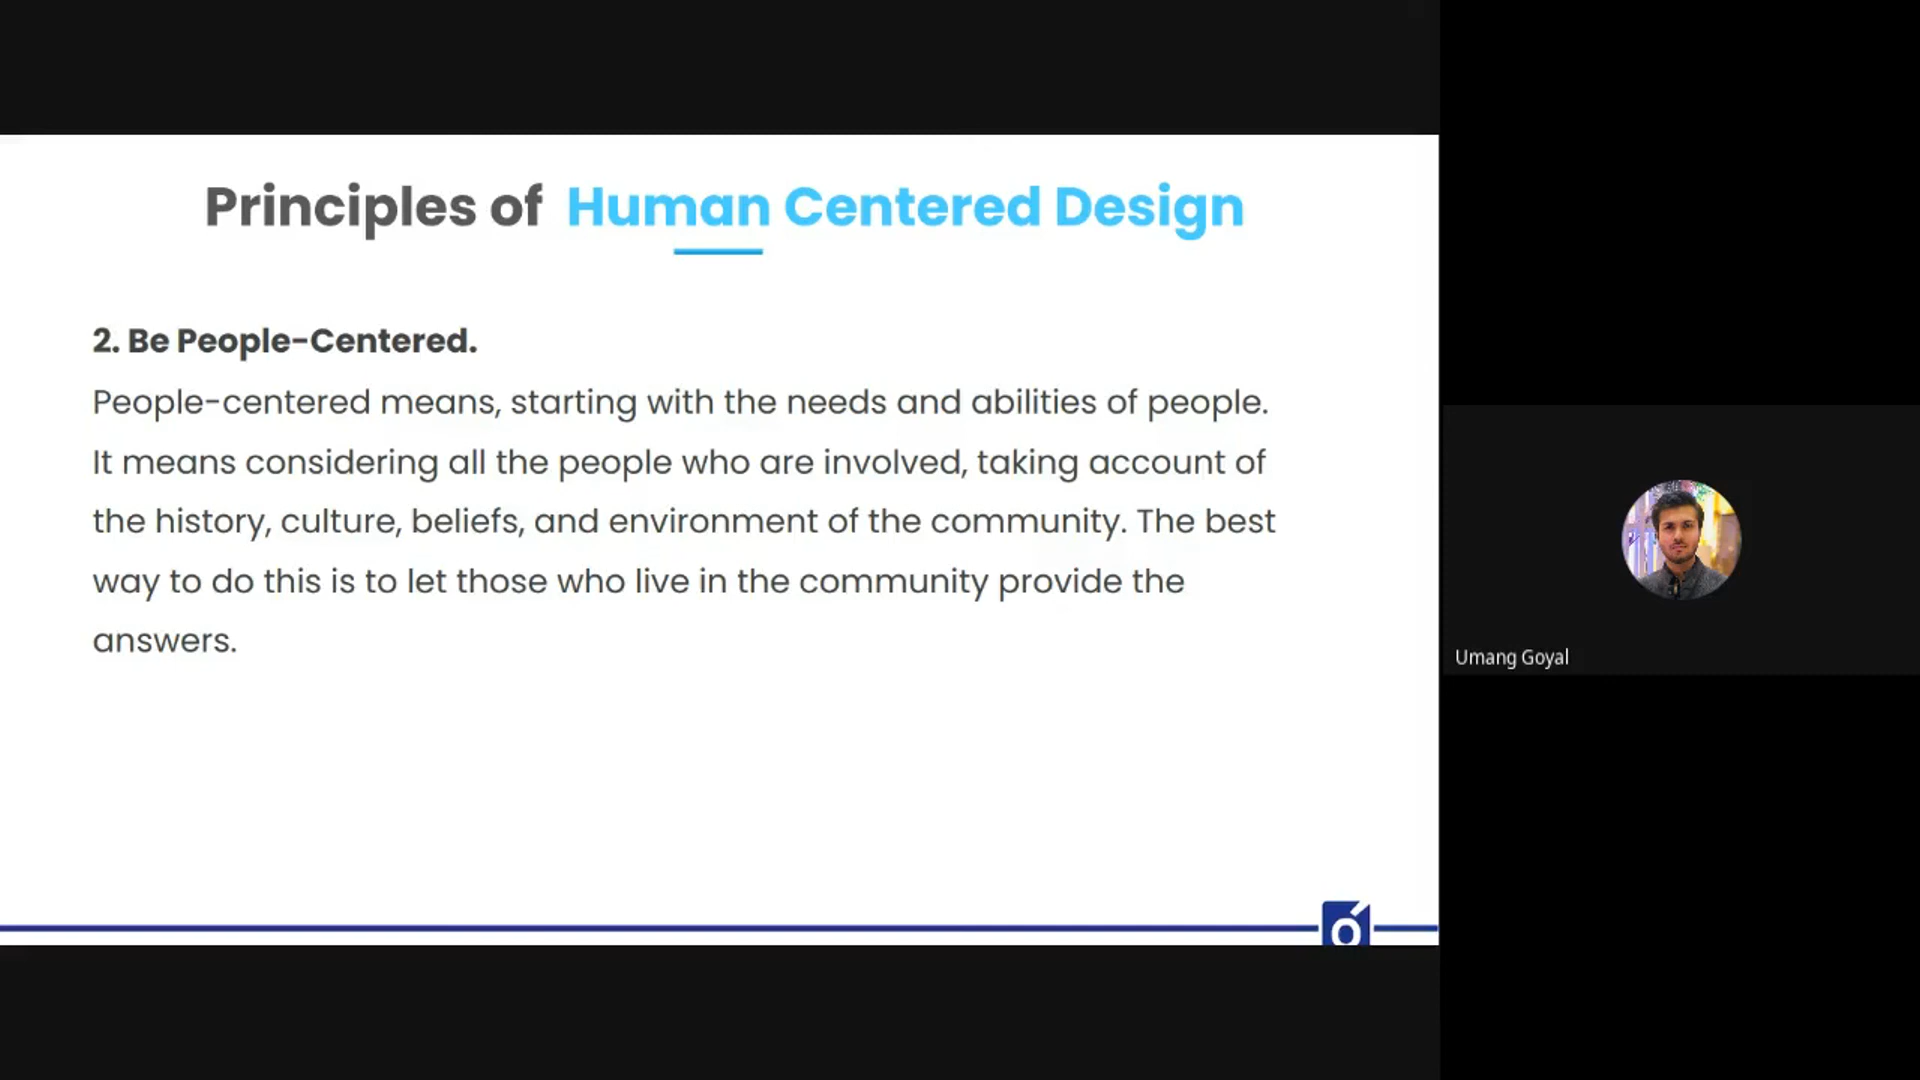 Principles of Human Centered Design
2. Be People-Centered.
People-centered means, starting with the needs and abilities of people.
It means considering all the people who are involved, taking account of
the history, culture, beliefs, and environment of the community. The best
way to do this is to let those who live in the community provide the
answers.
Umang Goyal